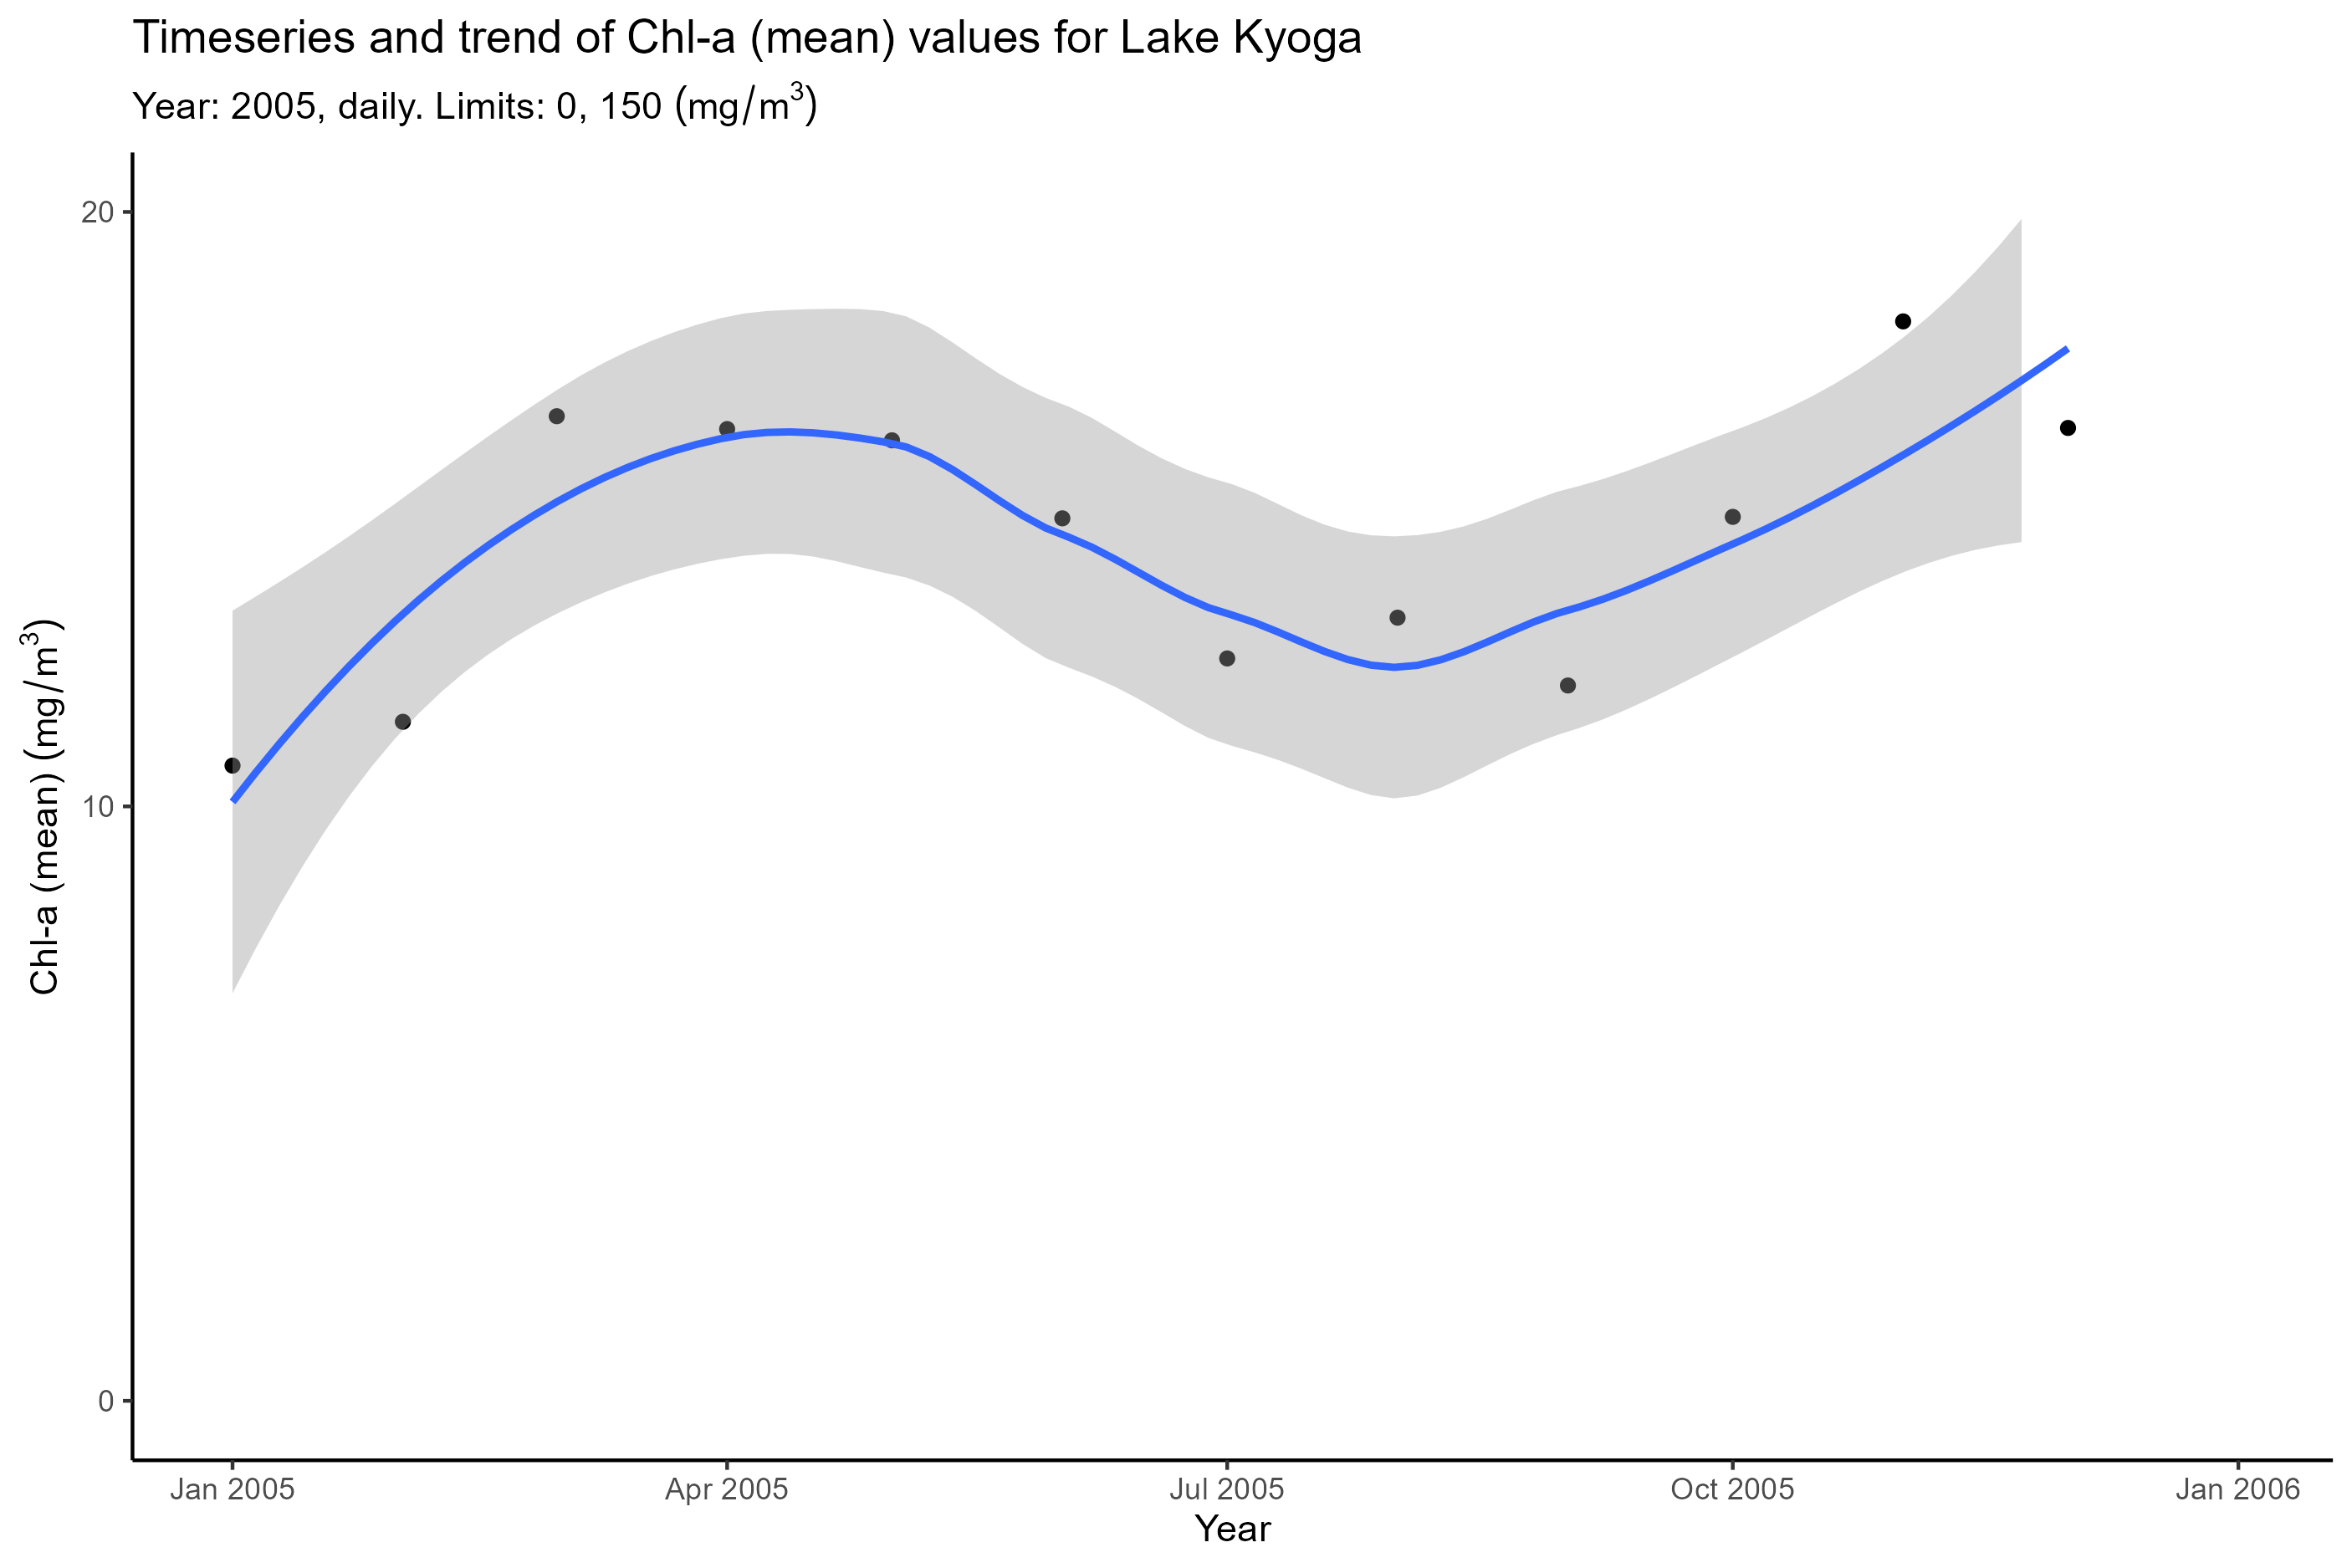 Timeseries and trend of Chl-a (mean) values for Lake Kyoga
Year: 2005, daily. Limits: 0, 150 (mg/m³)
20
10
0
Chl-a (mean) (mg/m³)
Jan 2005
Apr 2005
Jul 2005
Oct 2005
Jan 2006
Year